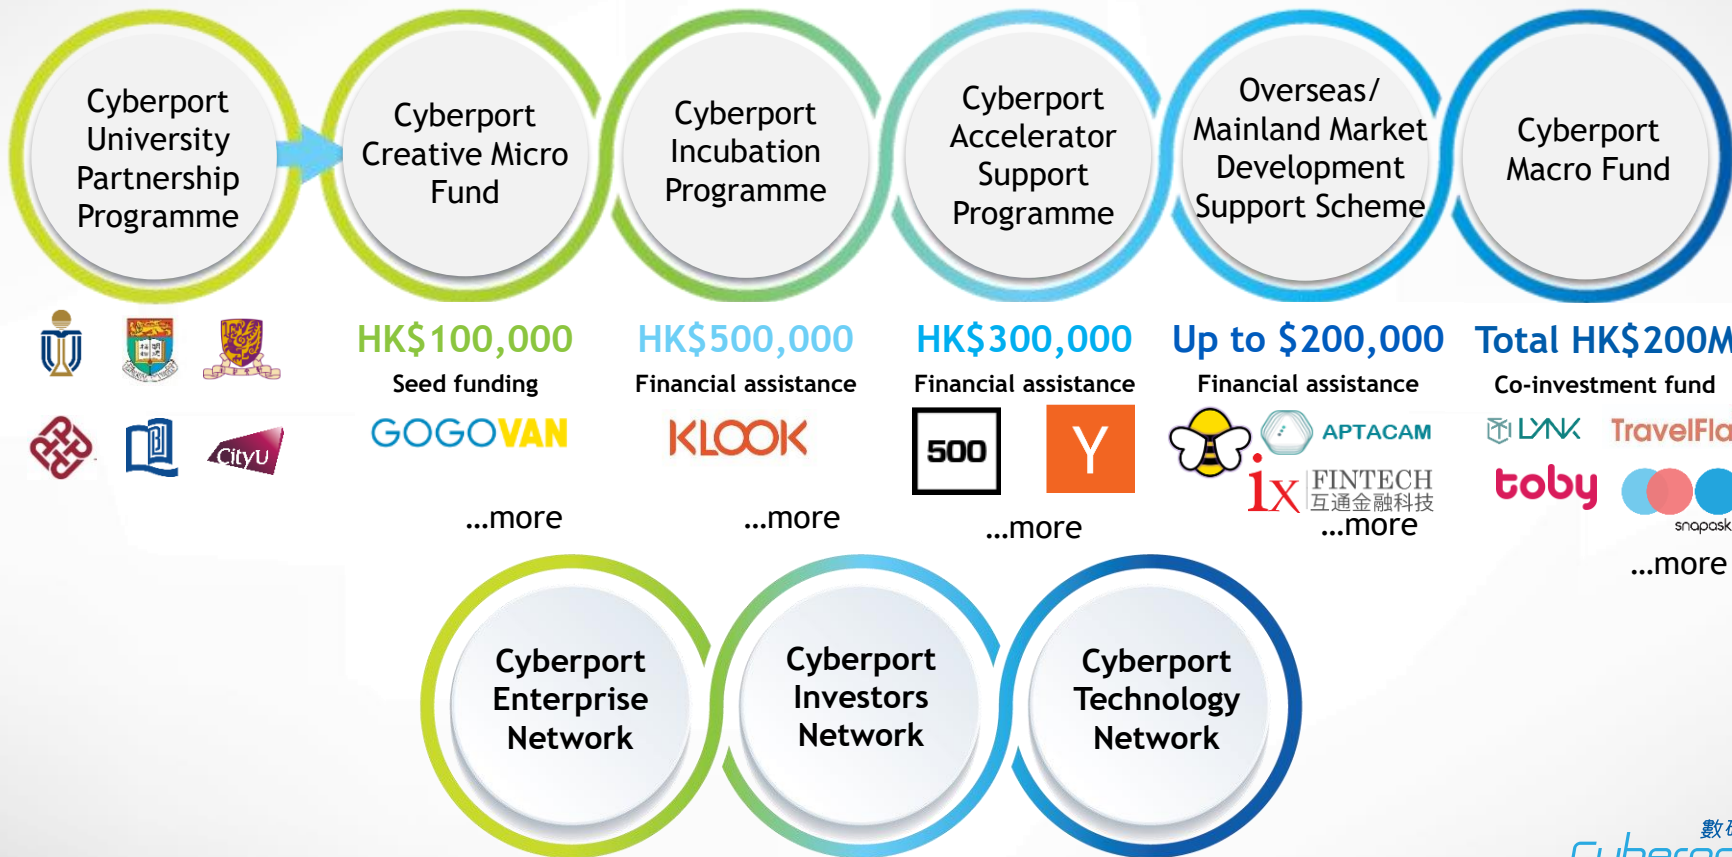 Cyberport
University
Partnership
Programme
Cyberport
Creative Micro
Fund
Cyberport
Incubation
Programme
Cyberport
Accelerator
Support
Programme
Overseas/
Mainland Market
Development
Support Scheme
Cyberport
Macro Fund
HK$100,000
Seed funding
GOGOVAN
...more
HK$500,000
Financial assistance
KLOOK
...more
HK$300,000
Financial assistance
500
Y
...more
Up to $200,000
Financial assistance
APTACAM
ix FINTECH
互通金融科技
...more
Total HK$200M
Co-investment fund
LYNK
TravelFla
toby
snapask
...more
CityU
Cyberport
Enterprise
Network
Cyberport
Investors
Network
Cyberport
Technology
Network
數